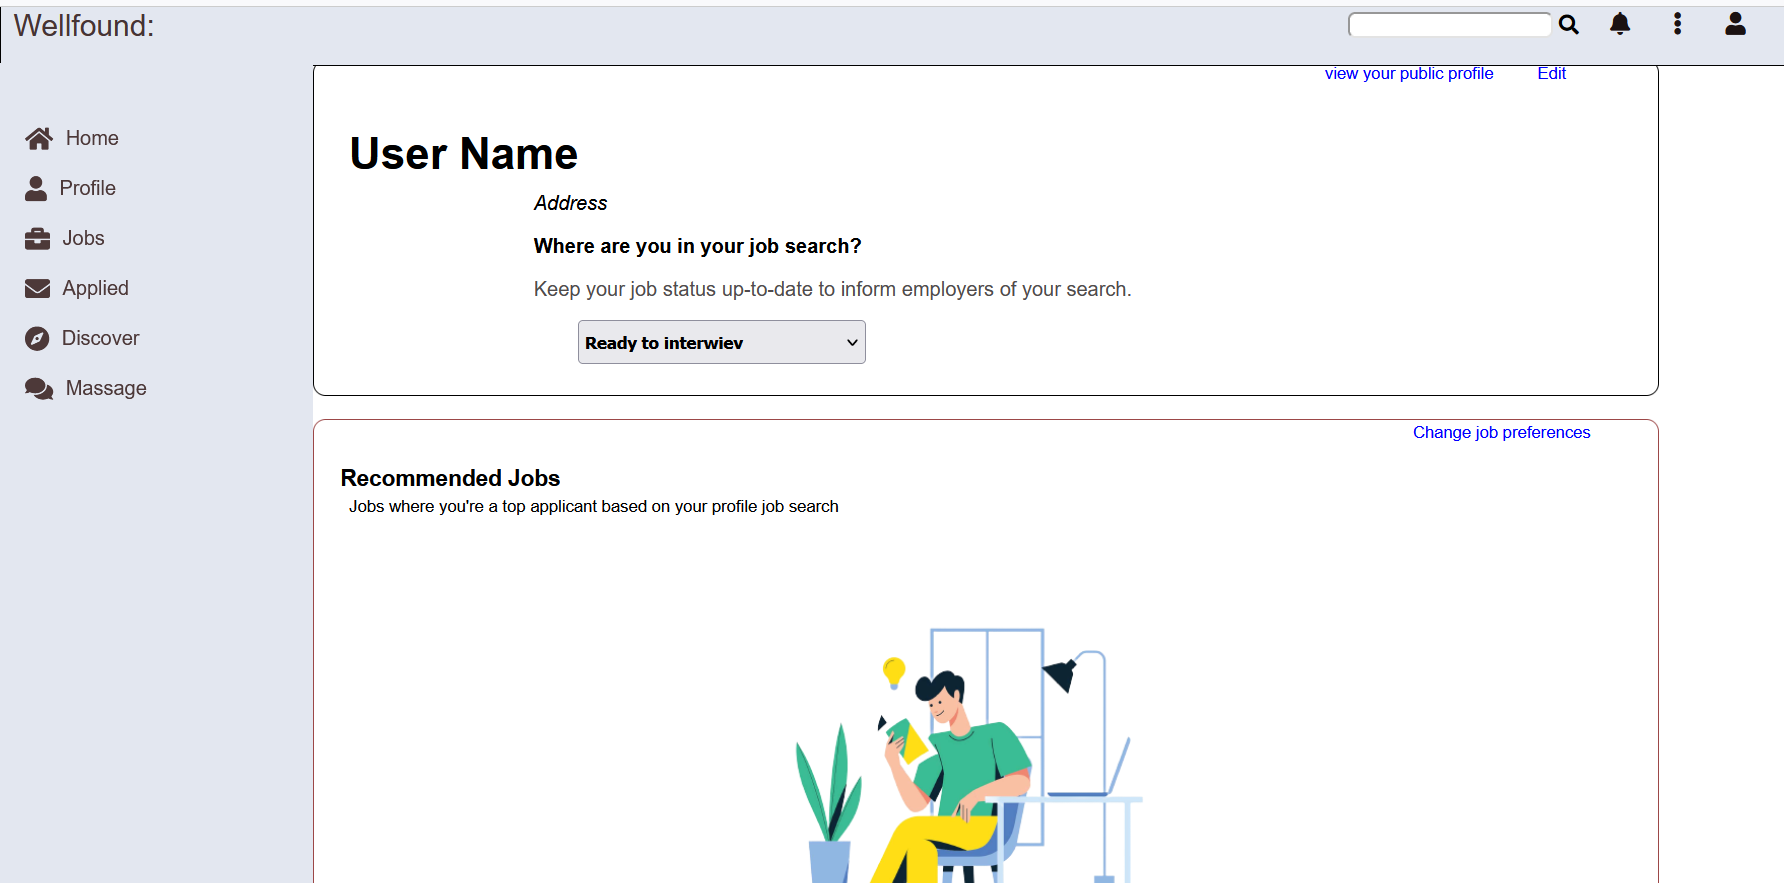 Wellfound:
view your public profile Edit
Home
Profile
Jobs
Applied
Discover
Massage
User Name
Address
Where are you in your job search?
Keep your job status up-to-date to inform employers of your search.
Ready to interwiev
Change job preferences
Recommended Jobs
Jobs where you're a top applicant based on your profile job search